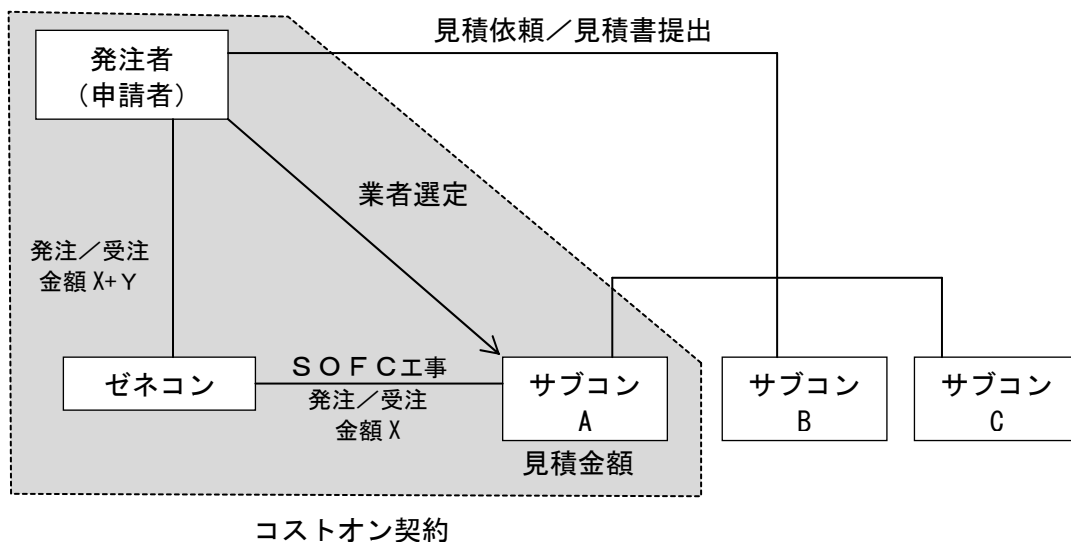 見積依頼／見積書提出
発注者
（申請者）
業者選定
発注／受注
金額 X+Y
ゼネコン
ＳＯＦＣ工事
発注／受注
金額 X
サブコン
A
サブコン
B
サブコン
C
見積金額
コストオン契約